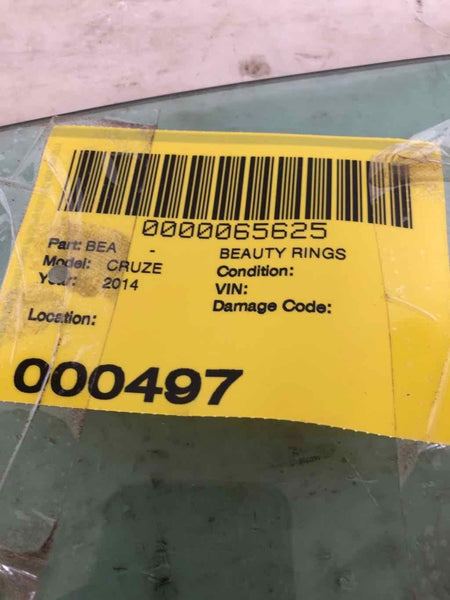 0000065625
Part: BEA - BEAUTY RINGS
Model: CRUZE Condition:
Year: 2014 VIN:
Damage Code:
Location:
000497